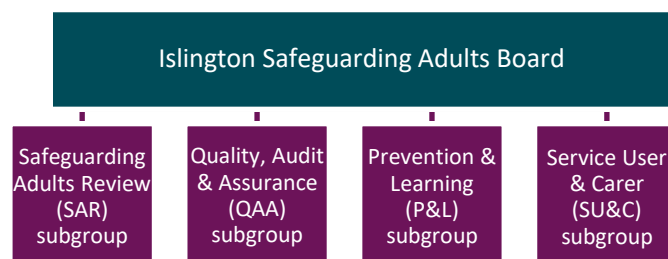 Islington Safeguarding Adults Board
Safeguarding
Adults Review
(SAR)
subgroup
Quality, Audit
& Assurance
(QAA)
subgroup
Prevention &
Learning
(P&L)
subgroup
Service User
& Carer
(SU&C)
subgroup